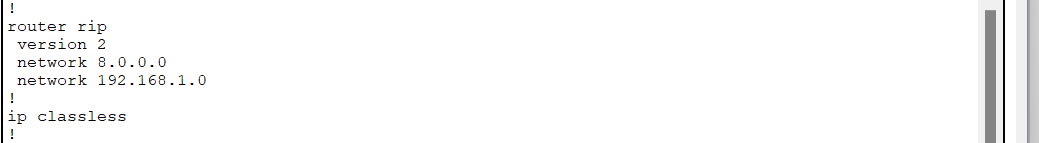 !
router rip
 version 2
 network 8.0.0.0
 network 192.168.1.0
!
ip classless
!